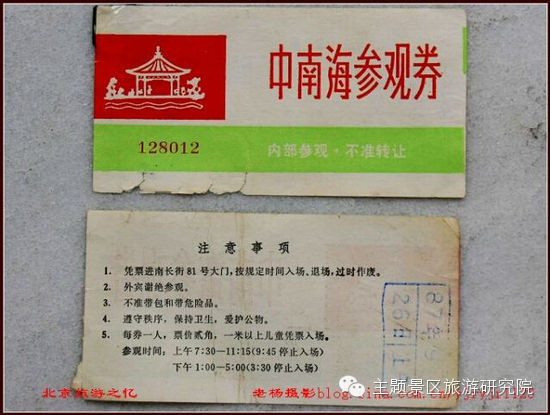 中南海参观券
128012
内部参观·不准转让
注意事项
1. 凭票进南长街81号大门，按规定时间入场、退场，过时作废。
2. 外宾谢绝参观。
3. 不准带包和带危险品。
4. 遵守秩序，保持卫生，爱护公物。
5. 每券一人，票价贰角，一米以上儿童凭票入场。
参观时间：上午7:30—11:15(9:45停止入场)
下午1:00—5:00(3:30停止入场)
北京旅游之忆
老杨摄影
主题景区旅游研究院